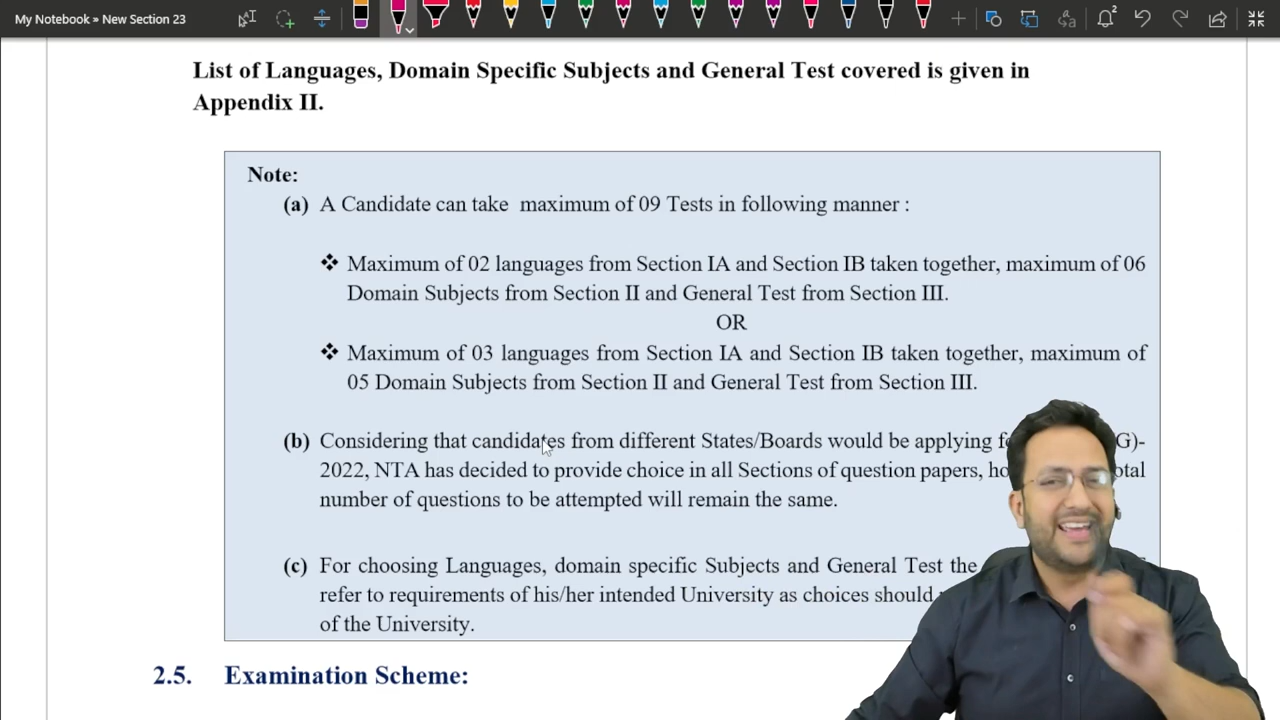 My Notebook » New Section 23
2
List of Languages, Domain Specific Subjects and General Test covered is given in
Appendix II.
Note:
(a) A Candidate can take maximum of 09 Tests in following manner :
❖ Maximum of 02 languages from Section IA and Section IB taken together, maximum of 06
Domain Subjects from Section II and General Test from Section III.
OR
❖ Maximum of 03 languages from Section IA and Section IB taken together, maximum of
05 Domain Subjects from Section II and General Test from Section III.
(b) Considering that candidates from different States/Boards would be applying G)-
2022, NTA has decided to provide choice in all Sections of question papers,
number of questions to be attempted will remain the same.
(c) For choosing Languages, domain specific Subjects and General Test the
refer to requirements of his/her intended University as choices should
of the University.
2.5. Examination Scheme: